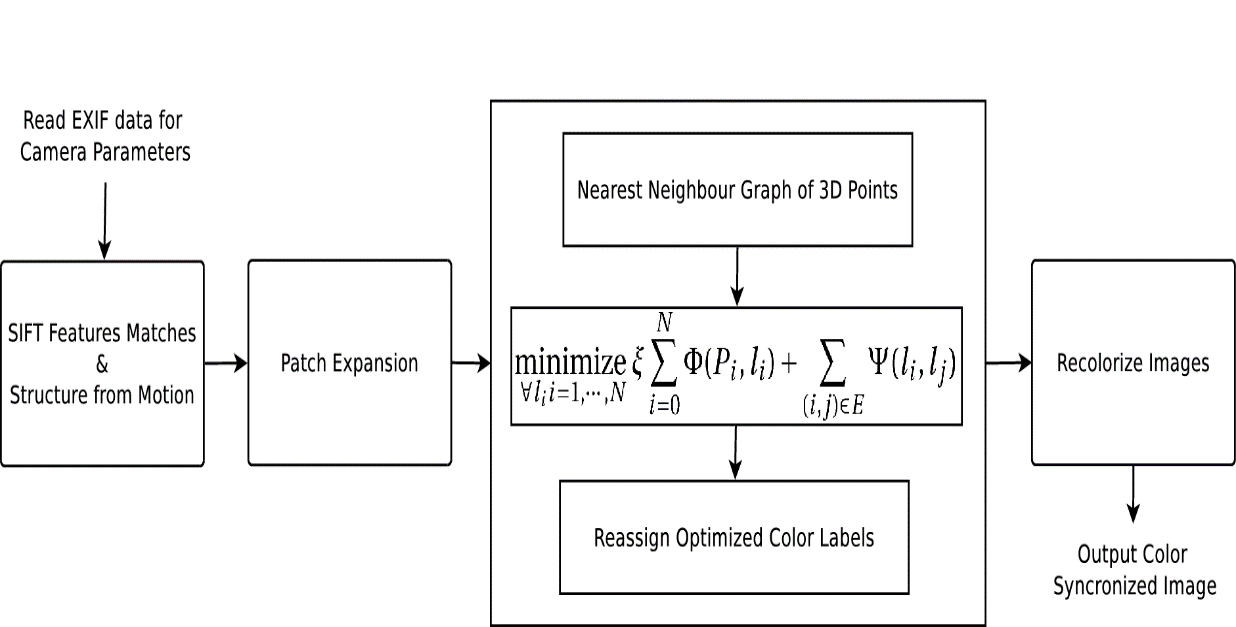 Read EXIF data for
Camera Parameters
SIFT Features Matches
&
Structure from Motion
Patch Expansion
Nearest Neighbour Graph of 3D Points
N
minimize ξ ∑ Φ(P_i, l_i) + ∑ Ψ(l_i, l_j)
∀l_i i=1,⋯,N i=0 (i,j)∈E
Reassign Optimized Color Labels
Recolorize Images
Output Color
Syncronized Image